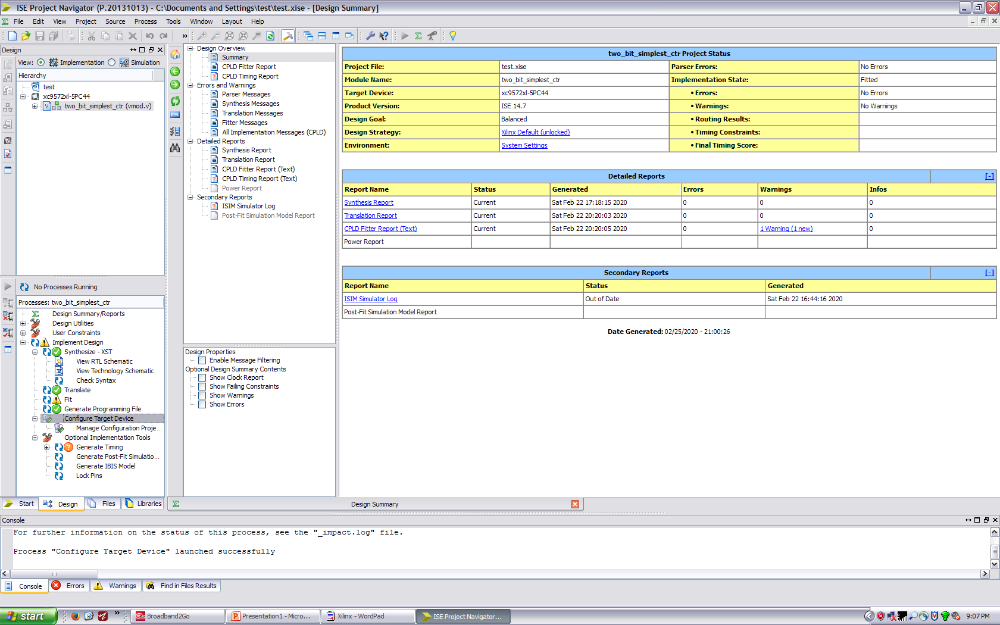 ISE Project Navigator (P.20131013) - C:\Documents and Settings\test\test.xise - [Design Summary]
File Edit View Project Source Process Tools Window Layout Help
Design
View: Implementation Simulation
Hierarchy
test
xc9572xl-5PC44
two_bit_simplest_ctr (vmod.v)
No Processes Running
Processes: two_bit_simplest_ctr
Design Summary/Reports
Design Utilities
User Constraints
Implement Design
Synthesize - XST
View RTL Schematic
View Technology Schematic
Check Syntax
Translate
Fit
Generate Programming File
Configure Target Device
Manage Configuration Proje...
Optional Implementation Tools
Generate Timing
Generate Post-Fit Simulatio...
Generate IBIS Model
Lock Pins
Start Design Files Libraries
Design Overview
Summary
CPLD Fitter Report
CPLD Timing Report
Errors and Warnings
Parser Messages
Synthesis Messages
Translation Messages
Fitter Messages
All Implementation Messages (CPLD)
Detailed Reports
Synthesis Report
Translation Report
CPLD Fitter Report (Text)
CPLD Timing Report (Text)
Power Report
Secondary Reports
ISIM Simulator Log
Post-Fit Simulation Model Report
Design Properties
Enable Message Filtering
Optional Design Summary Contents
Show Clock Report
Show Failing Constraints
Show Warnings
Show Errors
two_bit_simplest_ctr Project Status
Project File: test.xise Parser Errors: No Errors
Module Name: two_bit_simplest_ctr Implementation State: Fitted
Target Device: xc9572xl-5PC44 • Errors: No Errors
Product Version: ISE 14.7 • Warnings: No Warnings
Design Goal: Balanced • Routing Results:
Design Strategy: Xilinx Default (unlocked) • Timing Constraints:
Environment: System Settings • Final Timing Score:
Detailed Reports [-]
Report Name Status Generated Errors Warnings Infos
Synthesis Report Current Sat Feb 22 17:18:15 2020 0 0 0
Translation Report Current Sat Feb 22 20:20:03 2020 0 0 0
CPLD Fitter Report (Text) Current Sat Feb 22 20:20:05 2020 0 1 Warning (1 new) 0
Power Report
Secondary Reports [-]
Report Name Status Generated
ISIM Simulator Log Out of Date Sat Feb 22 16:44:16 2020
Post-Fit Simulation Model Report
Date Generated: 02/25/2020 - 21:00:26
Design Summary
Console
For further information on the status of this process, see the "_impact.log" file.
Process "Configure Target Device" launched successfully
Console Errors Warnings Find in Files Results
start Broadband2Go Presentation1 - Micro... Xilinx - WordPad ISE Project Navigator... 9:07 PM